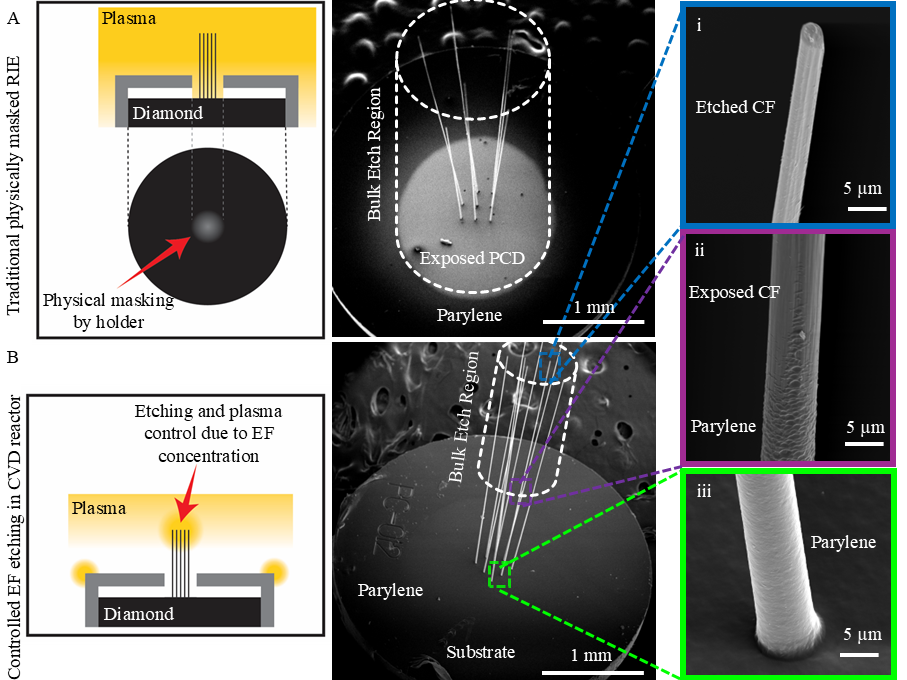 A
Traditional physically masked RIE
Plasma
Diamond
Physical masking
by holder
Bulk Etch Region
Exposed PCD
Parylene
1 mm
i
Etched CF
5 µm
ii
Exposed CF
Parylene
5 µm
B
Controlled EF etching in CVD reactor
Etching and plasma
control due to EF
concentration
Plasma
Diamond
Bulk Etch Region
Parylene
Substrate
1 mm
iii
Parylene
5 µm